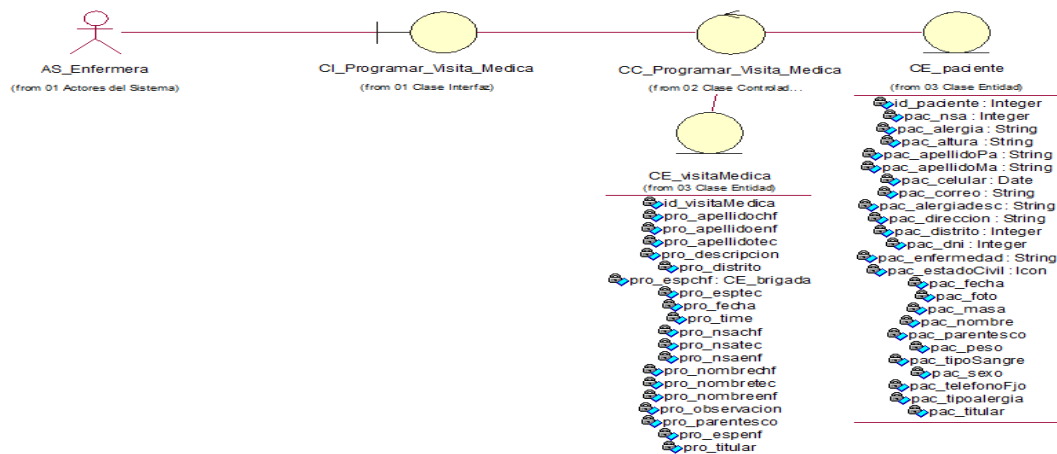 AS_Enfermera
(from 01 Actores del Sistema)
CI_Programar_Visita_Medica
(from 01 Clase Interfaz)
CC_Programar_Visita_Medica
(from 02 Clase Controlad...
CE_paciente
(from 03 Clase Entidad)
id_paciente : Integer
pac_nsa : Integer
pac_alergia : String
pac_altura : String
pac_apellidoPa : String
pac_apellidoMa : String
pac_celular : Date
pac_correo : String
pac_alergiadesc : String
pac_direccion : String
pac_distrito : Integer
pac_dni : Integer
pac_enfermedad : String
pac_estadoCivil : Icon
pac_fecha
pac_foto
pac_masa
pac_nombre
pac_parentesco
pac_peso
pac_tipoSangre
pac_sexo
pac_telefonoFjo
pac_tipoalergia
pac_titular
CE_visitaMedica
(from 03 Clase Entidad)
id_visitaMedica
pro_apellidochf
pro_apellidoenf
pro_apellidotec
pro_descripcion
pro_distrito
pro_espchf : CE_brigada
pro_esptec
pro_fecha
pro_time
pro_nsachf
pro_nsatec
pro_nsaenf
pro_nombrechf
pro_nombretec
pro_nombreenf
pro_observacion
pro_parentesco
pro_espenf
pro_titular